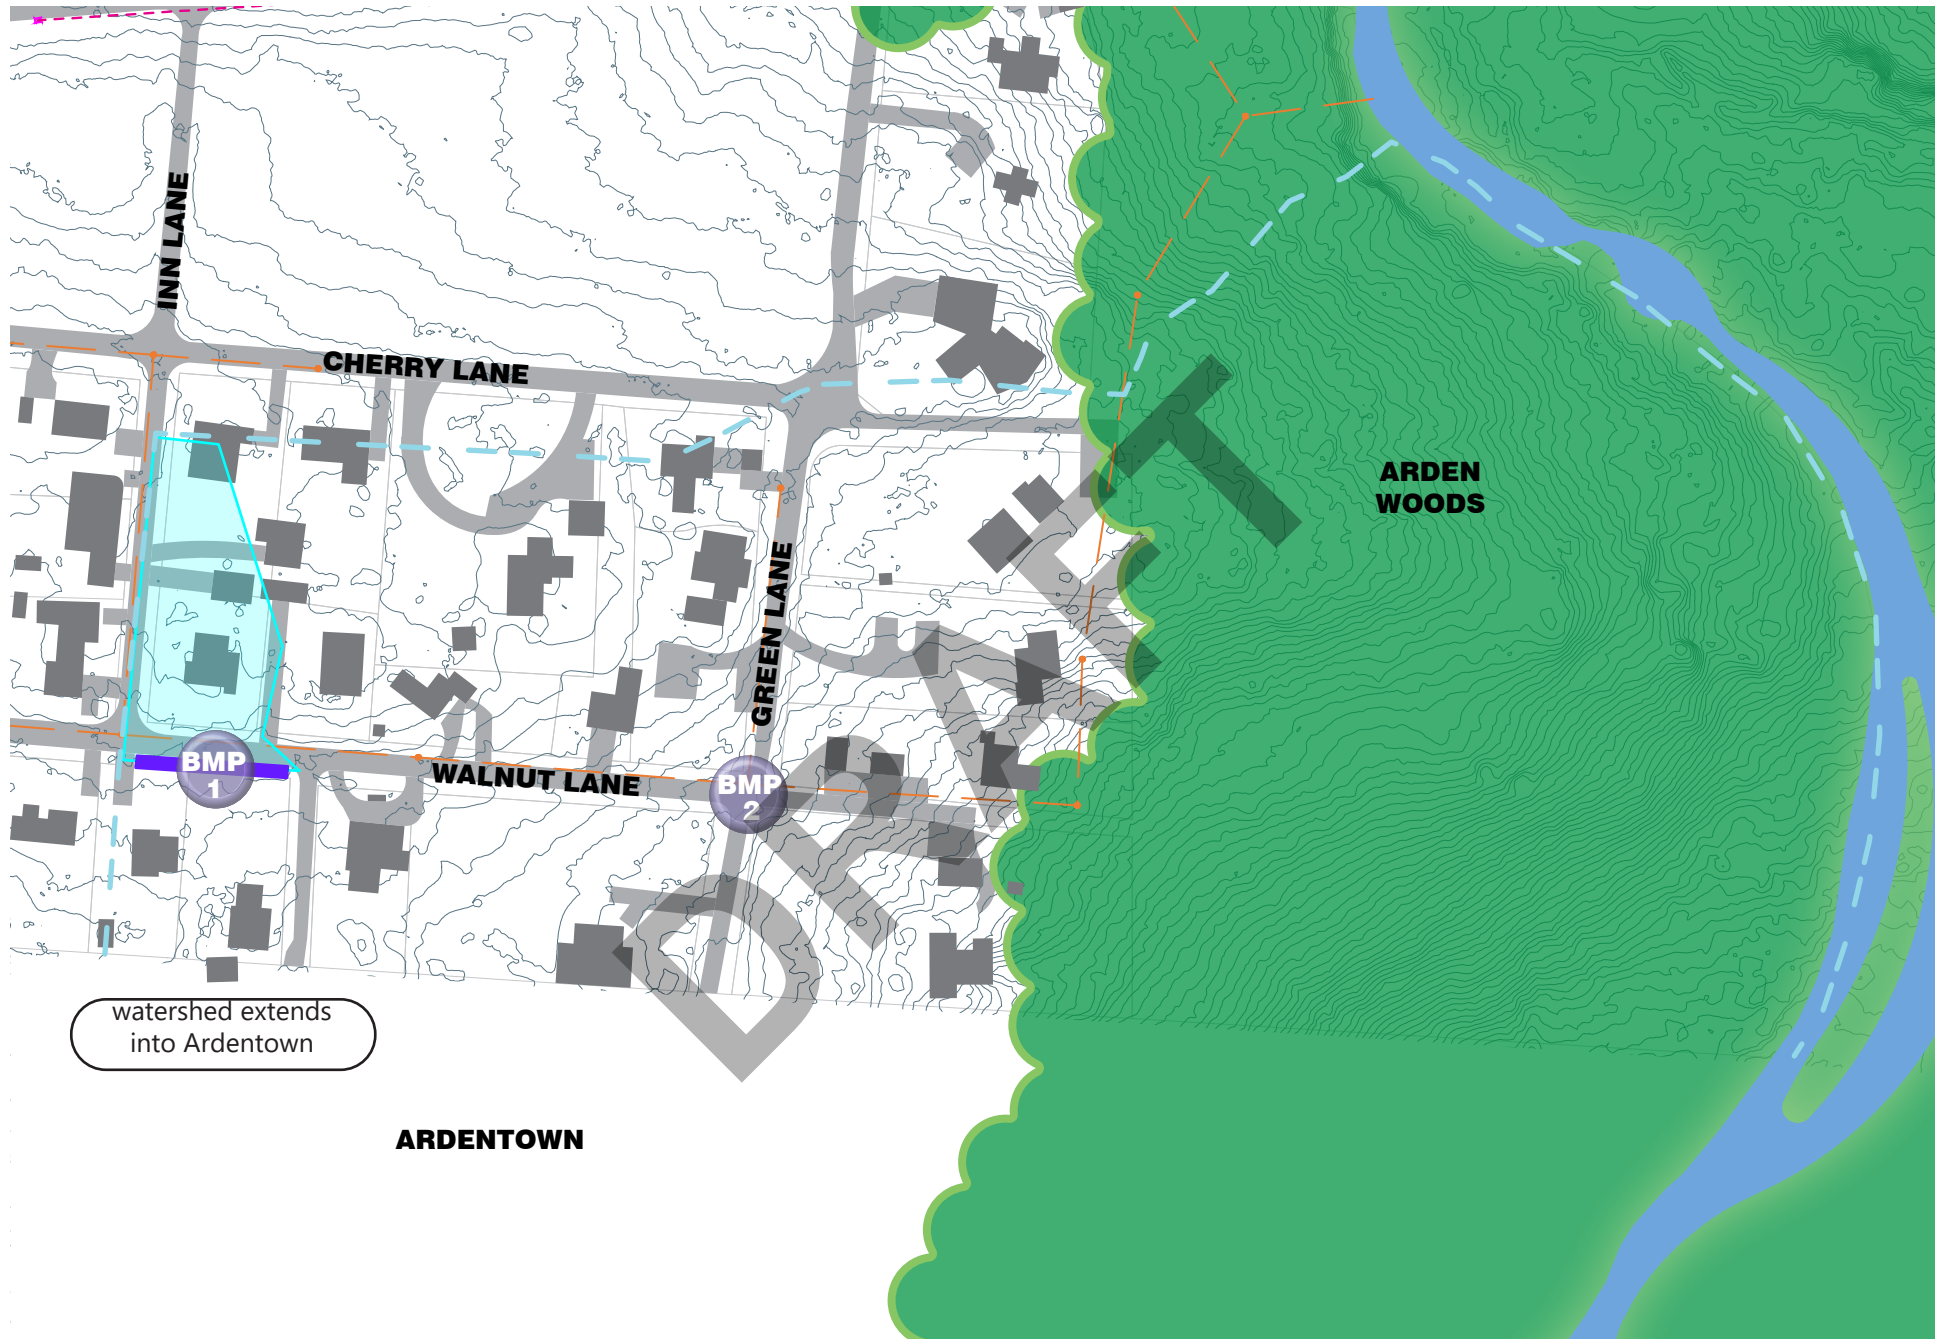 INN LANE
CHERRY LANE
ARDEN
WOODS
GREEN LANE
BMP
1
WALNUT LANE
BMP
2
DRAFT
watershed extends
into Ardentown
ARDENTOWN